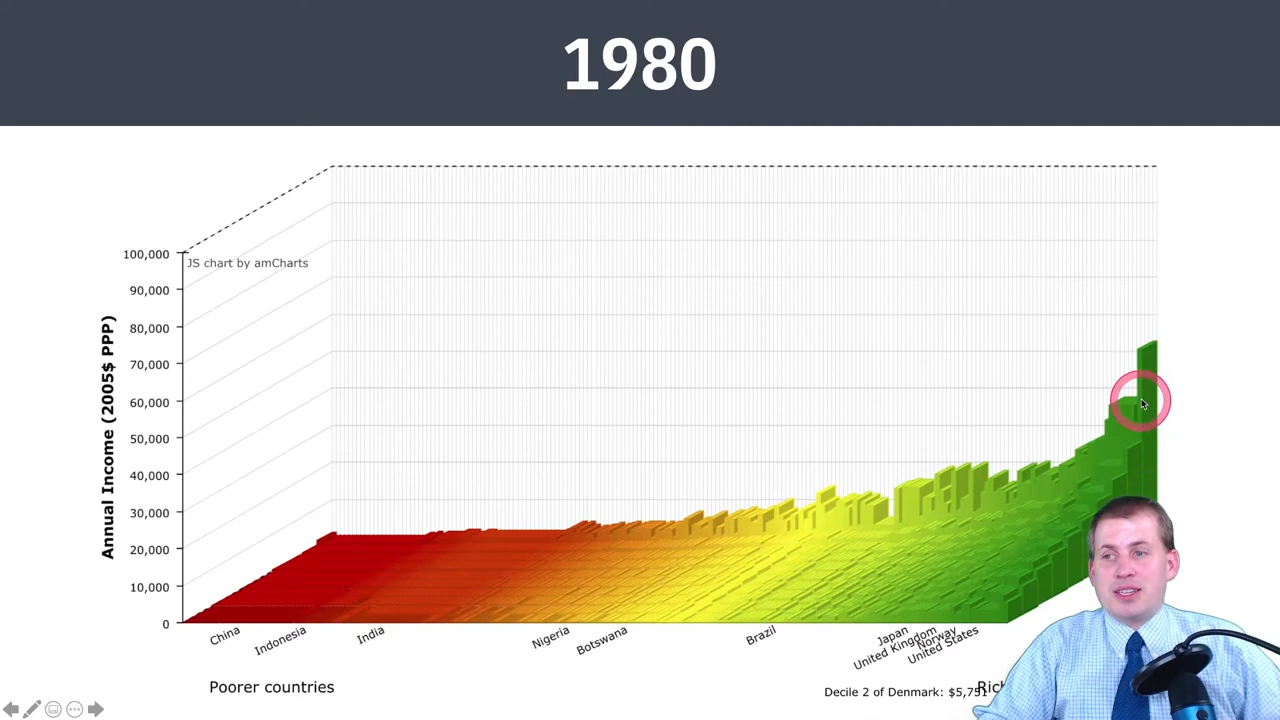 1980
100,000
90,000
80,000
70,000
60,000
50,000
40,000
30,000
20,000
10,000
0
JS chart by amCharts
Annual Income (2005$ PPP)
China
Indonesia
India
Nigeria
Botswana
Brazil
Japan
United Kingdom
Norway
United States
Poorer countries
Decile 2 of Denmark: $5,751